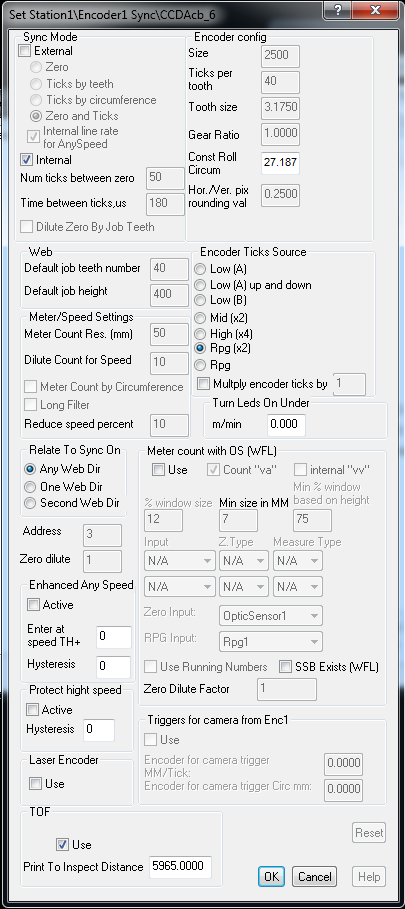 Set Station1\Encoder1 Sync\CCDAcb_6
?
X
Sync Mode
External
Zero
Ticks by teeth
Ticks by circumference
Zero and Ticks
Internal line rate
for AnySpeed
Internal
Num ticks between zero 50
Time between ticks,us 180
Dilute Zero By Job Teeth
Encoder config
Size 2500
Ticks per
tooth 40
Tooth size 3.1750
Gear Ratio 1.0000
Const Roll
Circum 27.187
Hor./Ver. pix
rounding val 0.2500
Web
Default job teeth number 40
Default job height 400
Encoder Ticks Source
Low (A)
Low (A) up and down
Low (B)
Mid (x2)
High (x4)
Rpg (x2)
Rpg
Multply encoder ticks by 1
Meter/Speed Settings
Meter Count Res. (mm) 50
Dilute Count for Speed 10
Meter Count by Circumference
Long Filter
Reduce speed percent 10
Turn Leds On Under
m/min 0.000
Relate To Sync On
Any Web Dir
One Web Dir
Second Web Dir
Address 3
Zero dilute 1
Meter count with OS (WFL)
Use
Count "va"
internal "vv"
% window size
12
Min size in MM
7
Min % window
based on height
75
Input
Z.Type
Measure Type
N/A N/A N/A
N/A N/A N/A
Zero Input: OpticSensor1
RPG Input: Rpg1
Use Running Numbers
SSB Exists (WFL)
Zero Dilute Factor 1
Enhanced Any Speed
Active
Enter at
speed TH+ 0
Hysteresis 0
Protect hight speed
Active
Hysteresis 0
Triggers for camera from Enc1
Use
Encoder for camera trigger
MM/Tick: 0.0000
Encoder for camera trigger Circ mm: 0.0000
Laser Encoder
Use
TOF
Use
Print To Inspect Distance 5965.0000
Reset
OK
Cancel
Help